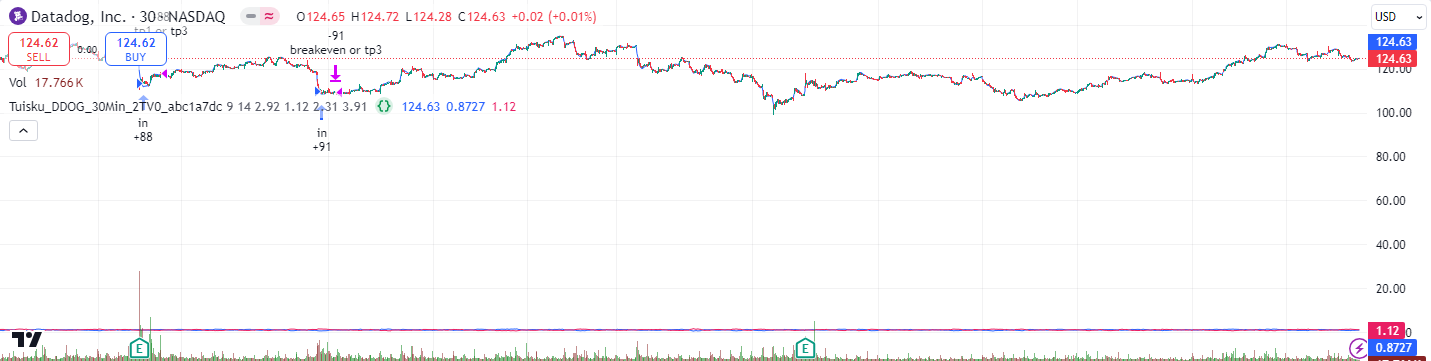 Datadog, Inc. · 30 · NASDAQ O124.65 H124.72 L124.28 C124.63 +0.02 (+0.01%)
USD
-88
tp1 or tp3
-91
breakeven or tp3
124.62
SELL
0.00
124.62
BUY
124.63
124.63
120.00
Vol 17.766 K
Tuisku_DDOG_30Min_2TV0_abc1a7dc 9 14 2.92 1.12 2.31 3.91 {} 124.63 0.8727 1.12
100.00
in
+88
in
+91
80.00
60.00
40.00
20.00
1.12
0.8727
E
E